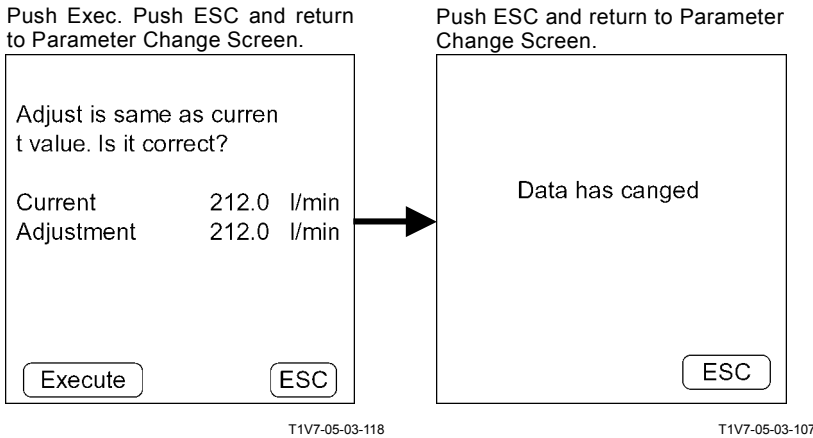 Push Exec. Push ESC and return
to Parameter Change Screen.
Adjust is same as curren
t value. Is it correct?
Current 212.0 l/min
Adjustment 212.0 l/min
Execute ESC
T1V7-05-03-118
Push ESC and return to Parameter
Change Screen.
Data has canged
ESC
T1V7-05-03-107